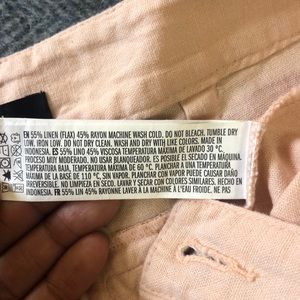 EN 55% LINEN (FLAX) 45% RAYON MACHINE WASH COLD. DO NOT BLEACH. TUMBLE DRY
LOW, IRON LOW. DO NOT DRY CLEAN. WASH AND DRY WITH LIKE COLORS. MADE IN
INDONESIA. ES 55% LINO 45% VISCOSA TEMPERATURA MÁXIMA DE LAVADO 30 °C,
PROCESO MUY MODERADO. NO USAR BLANQUEADOR. ES POSIBLE EL SECADO EN MÁQUINA,
TEMPERATURA MÁXIMA DE 60 °C. PLANCHAR A UNA TEMPERATURA
MÁXIMA DE LA BASE DE 110 °C, SIN VAPOR. PLANCHAR CON VAPOR PUEDE CAUSAR DAÑO
IRREVERSIBLE. NO LIMPIEZA EN SECO. LAVAR Y SECAR CON COLORES SIMILARES. HECHO EN
INDONESIA. FR 55% LIN 45% RAYONNE LAVER À LA MACHINE À L'EAU FROIDE. NE PAS